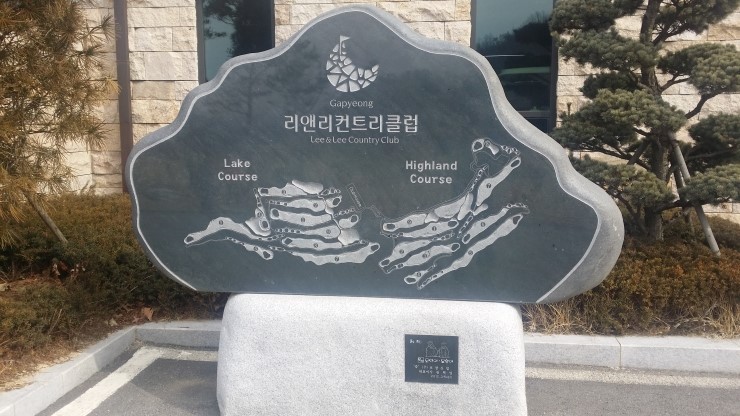 Gapyeong
리앤리컨트리클럽
Lee & Lee Country Club
Lake
Course
Highland
Course